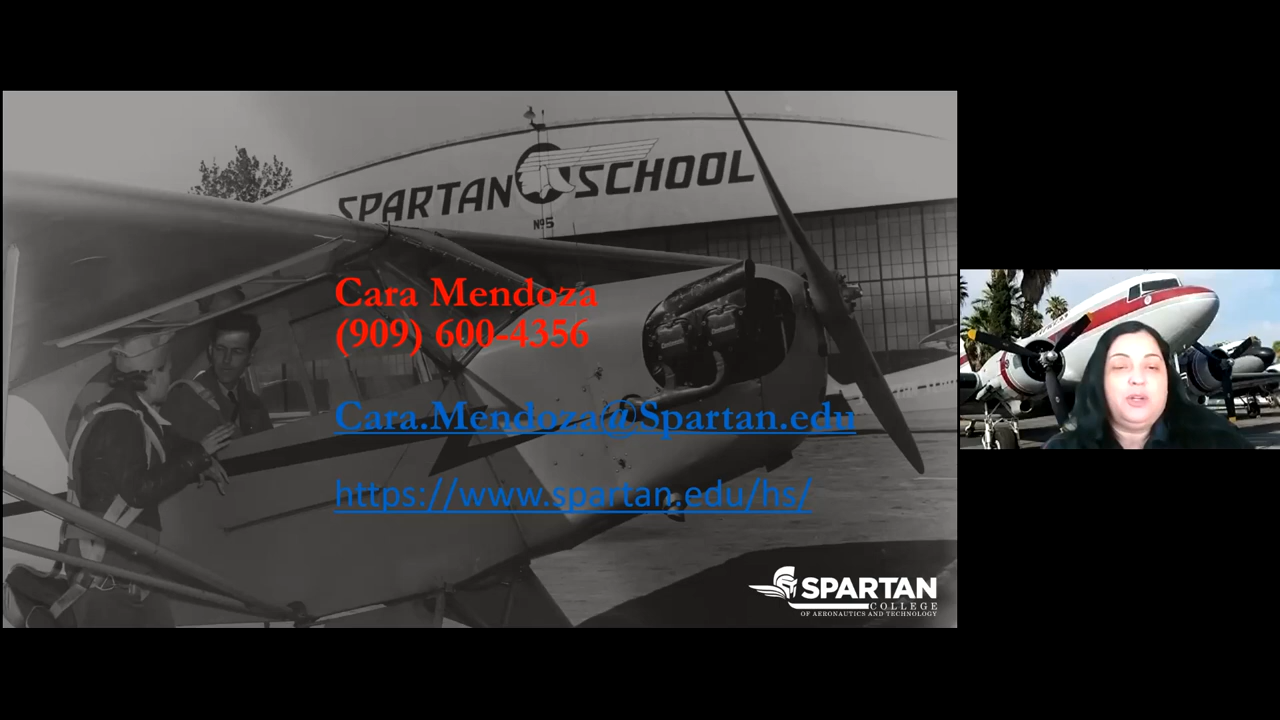 SPARTAN SCHOOL
Nº5
Cara Mendoza
(909) 600-4356
Cara.Mendoza@Spartan.edu
https://www.spartan.edu/hs/
SPARTAN
COLLEGE
OF AERONAUTICS AND TECHNOLOGY